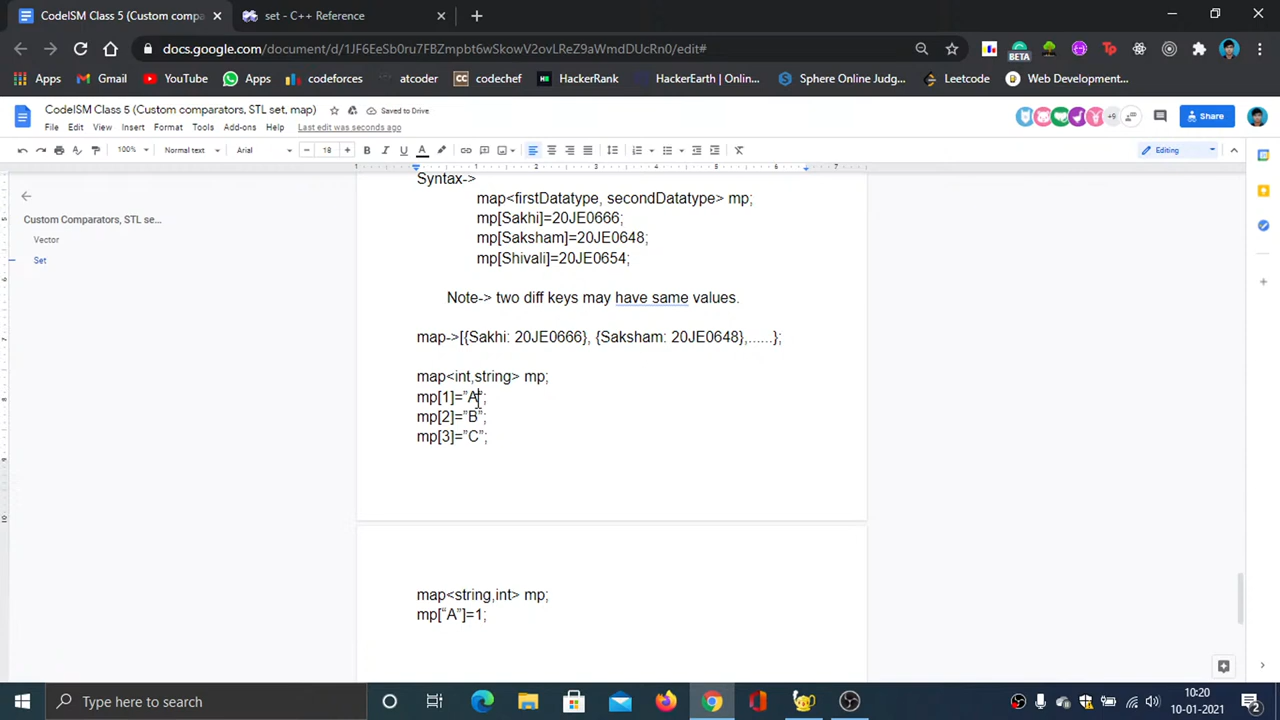 CodeISM Class 5 (Custom compa
set - C++ Reference
docs.google.com/document/d/1JF6EeSb0ru7FBZmpbt6wSkowV2ovLReZ9aWmdDUcRn0/edit#
BETA
Apps
Gmail
YouTube
Apps
codeforces
atcoder
codechef
HackerRank
HackerEarth | Onlin...
Sphere Online Judg...
Leetcode
Web Development...
CodeISM Class 5 (Custom comparators, STL set, map)
Saved to Drive
+9
Share
File Edit View Insert Format Tools Add-ons Help Last edit was seconds ago
100% Normal text Arial 18 B I U A
Editing
Custom Comparators, STL se...
Vector
Set
Syntax->
map<firstDatatype, secondDatatype> mp;
mp[Sakhi]=20JE0666;
mp[Saksham]=20JE0648;
mp[Shivali]=20JE0654;
Note-> two diff keys may have same values.
map->[{Sakhi: 20JE0666}, {Saksham: 20JE0648},......};
map<int,string> mp;
mp[1]=”A”;
mp[2]=”B”;
mp[3]=”C”;
map<string,int> mp;
mp[“A”]=1;
Type here to search
10:20
10-01-2021
2